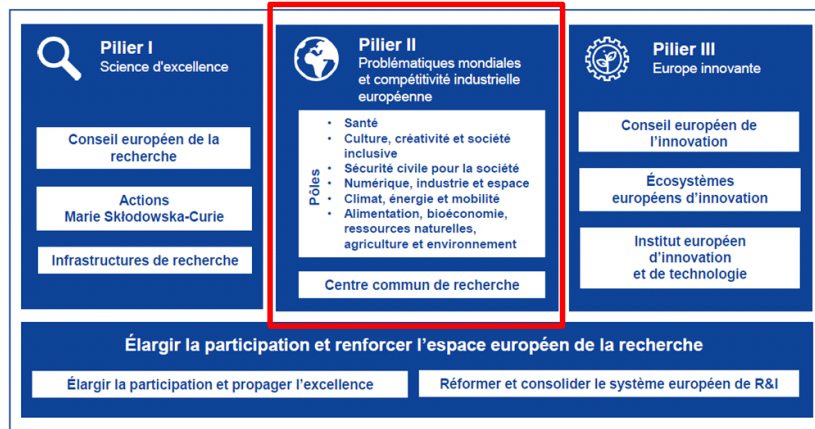 Pilier I
Science d'excellence
Conseil européen de la
recherche
Actions
Marie Skłodowska-Curie
Infrastructures de recherche
Pilier II
Problématiques mondiales
et compétitivité industrielle
européenne
Pôles
• Santé
• Culture, créativité et société
inclusive
• Sécurité civile pour la société
• Numérique, industrie et espace
• Climat, énergie et mobilité
• Alimentation, bioéconomie,
ressources naturelles,
agriculture et environnement
Centre commun de recherche
Pilier III
Europe innovante
Conseil européen de
l'innovation
Écosystèmes
européens d'innovation
Institut européen
d'innovation
et de technologie
Élargir la participation et renforcer l'espace européen de la recherche
Élargir la participation et propager l'excellence
Réformer et consolider le système européen de R&I